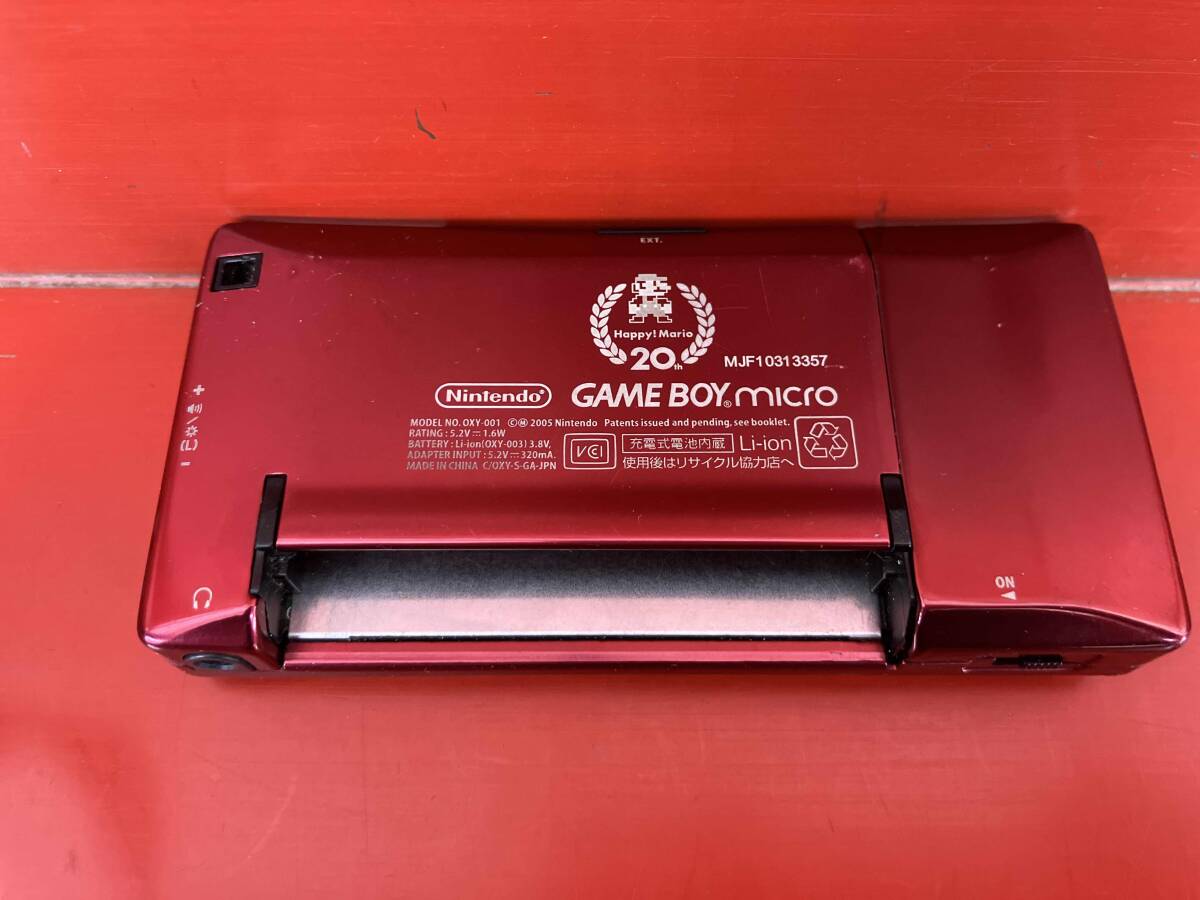 EXT.
Happy! Mario
20th
MJF10313357
Nintendo GAME BOY® micro
MODEL NO. OXY-001 ©Ⓜ 2005 Nintendo Patents issued and pending, see booklet.
RATING : 5.2V⎓1.6W
BATTERY : Li-ion(OXY-003) 3.8V,
ADAPTER INPUT : 5.2V⎓320mA.
MADE IN CHINA C/OXY-S-GA-JPN
VCI
充電式電池内蔵 Li-ion
使用後はリサイクル協力店へ
+
(L)
−
ON